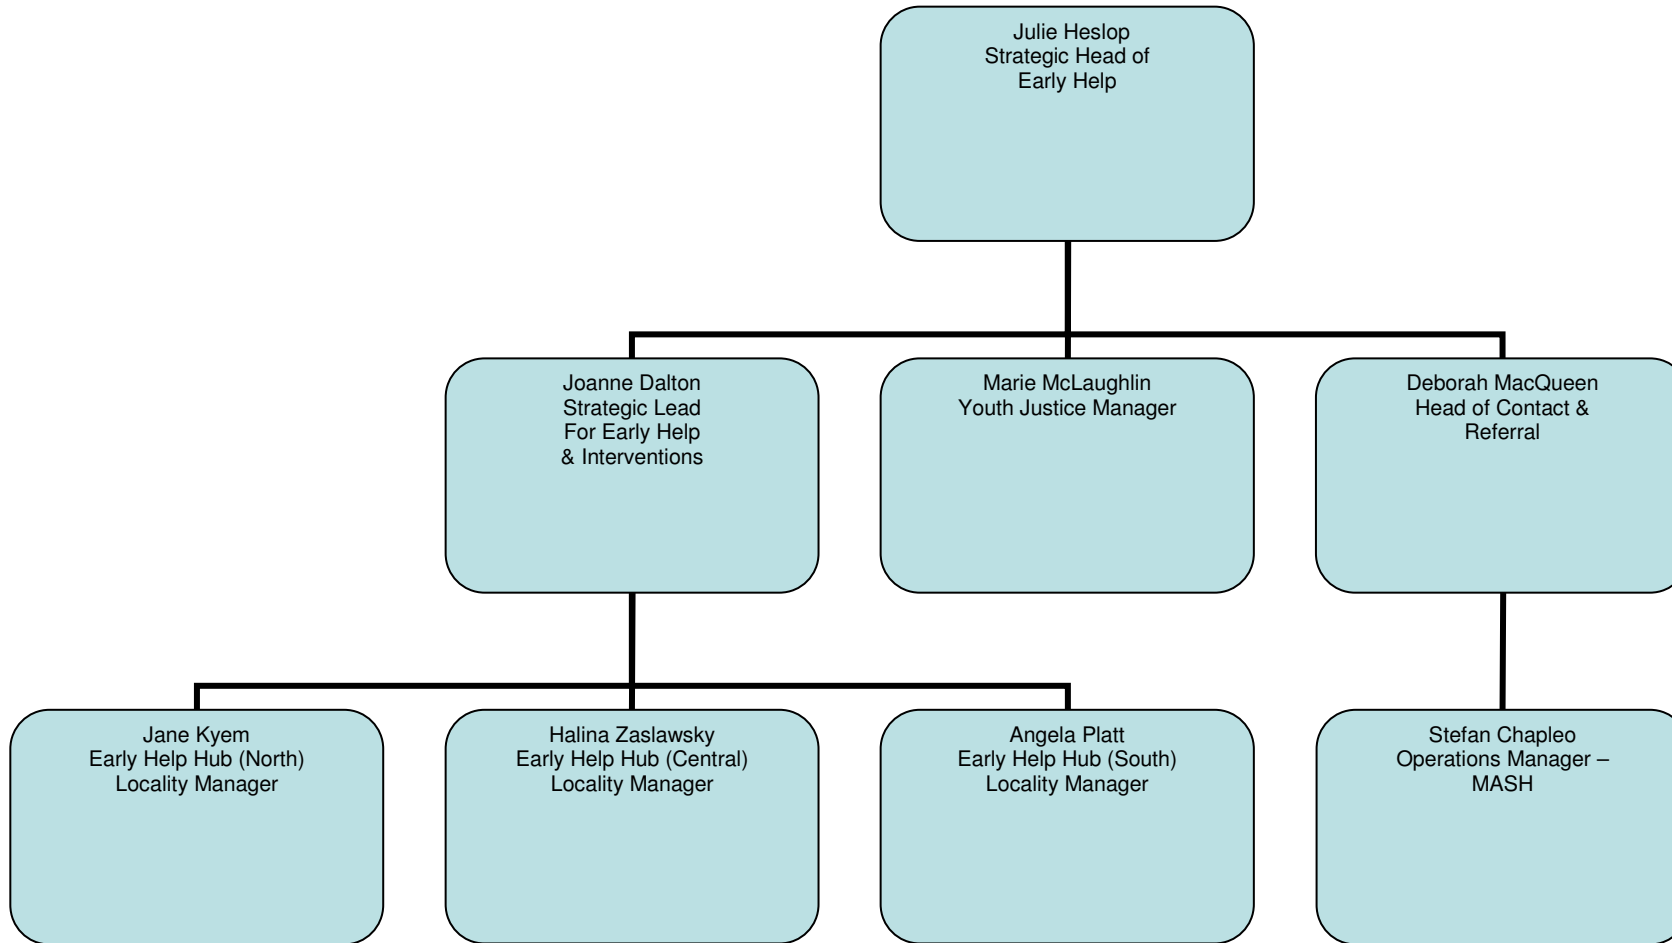 Julie Heslop
Strategic Head of
Early Help
Joanne Dalton
Strategic Lead
For Early Help
& Interventions
Marie McLaughlin
Youth Justice Manager
Deborah MacQueen
Head of Contact &
Referral
Jane Kyem
Early Help Hub (North)
Locality Manager
Halina Zaslawsky
Early Help Hub (Central)
Locality Manager
Angela Platt
Early Help Hub (South)
Locality Manager
Stefan Chapleo
Operations Manager –
MASH